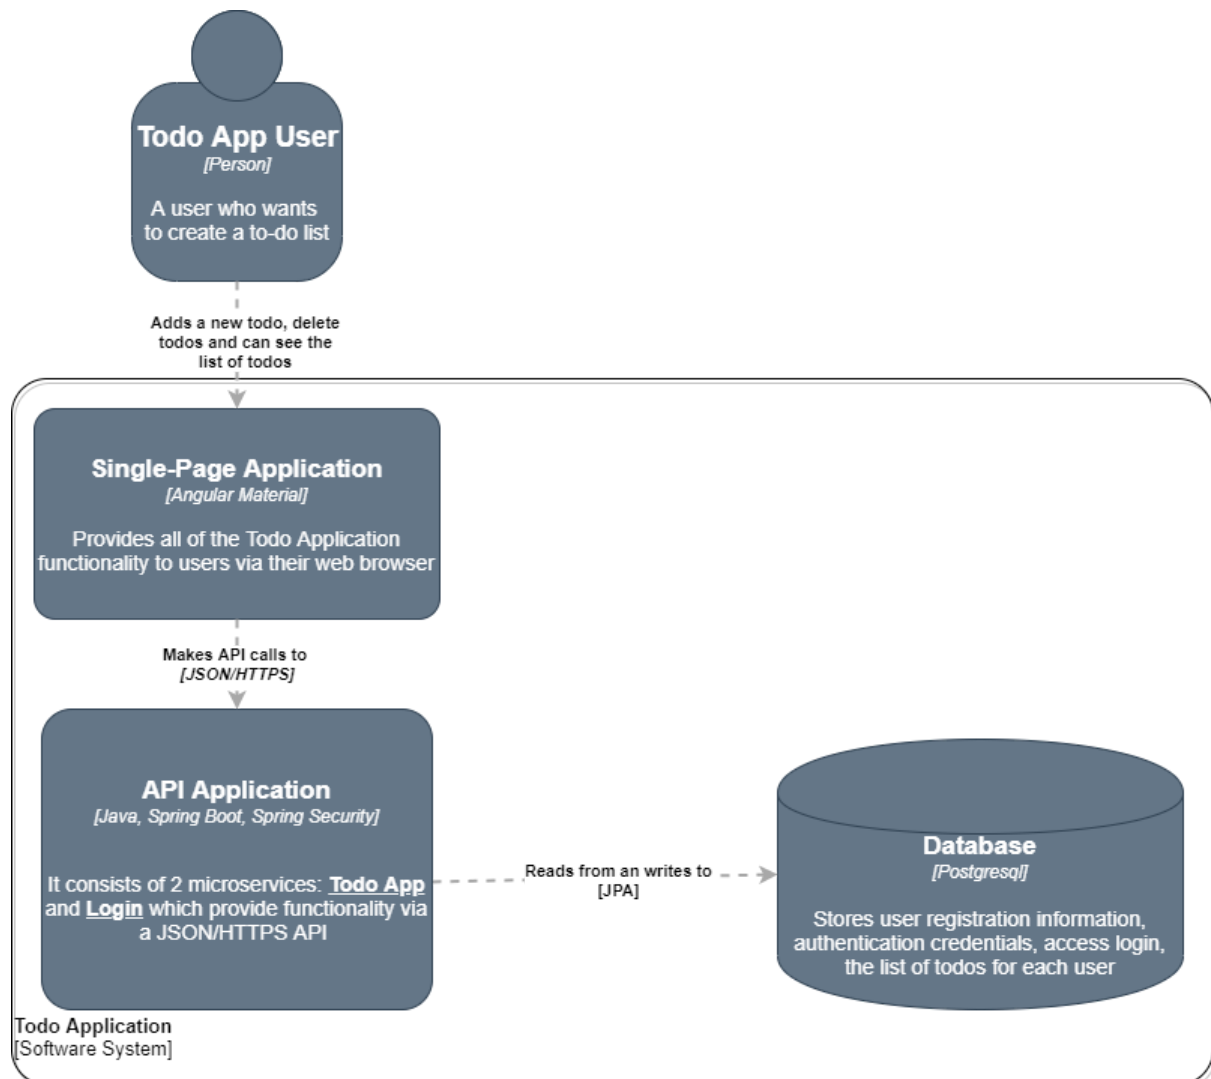 Todo App User
[Person]
A user who wants
to create a to-do list
Adds a new todo, delete
todos and can see the
list of todos
Single-Page Application
[Angular Material]
Provides all of the Todo Application
functionality to users via their web browser
Makes API calls to
[JSON/HTTPS]
API Application
[Java, Spring Boot, Spring Security]
It consists of 2 microservices: Todo App
and Login which provide functionality via
a JSON/HTTPS API
Reads from an writes to
[JPA]
Database
[Postgresql]
Stores user registration information,
authentication credentials, access login,
the list of todos for each user
Todo Application
[Software System]